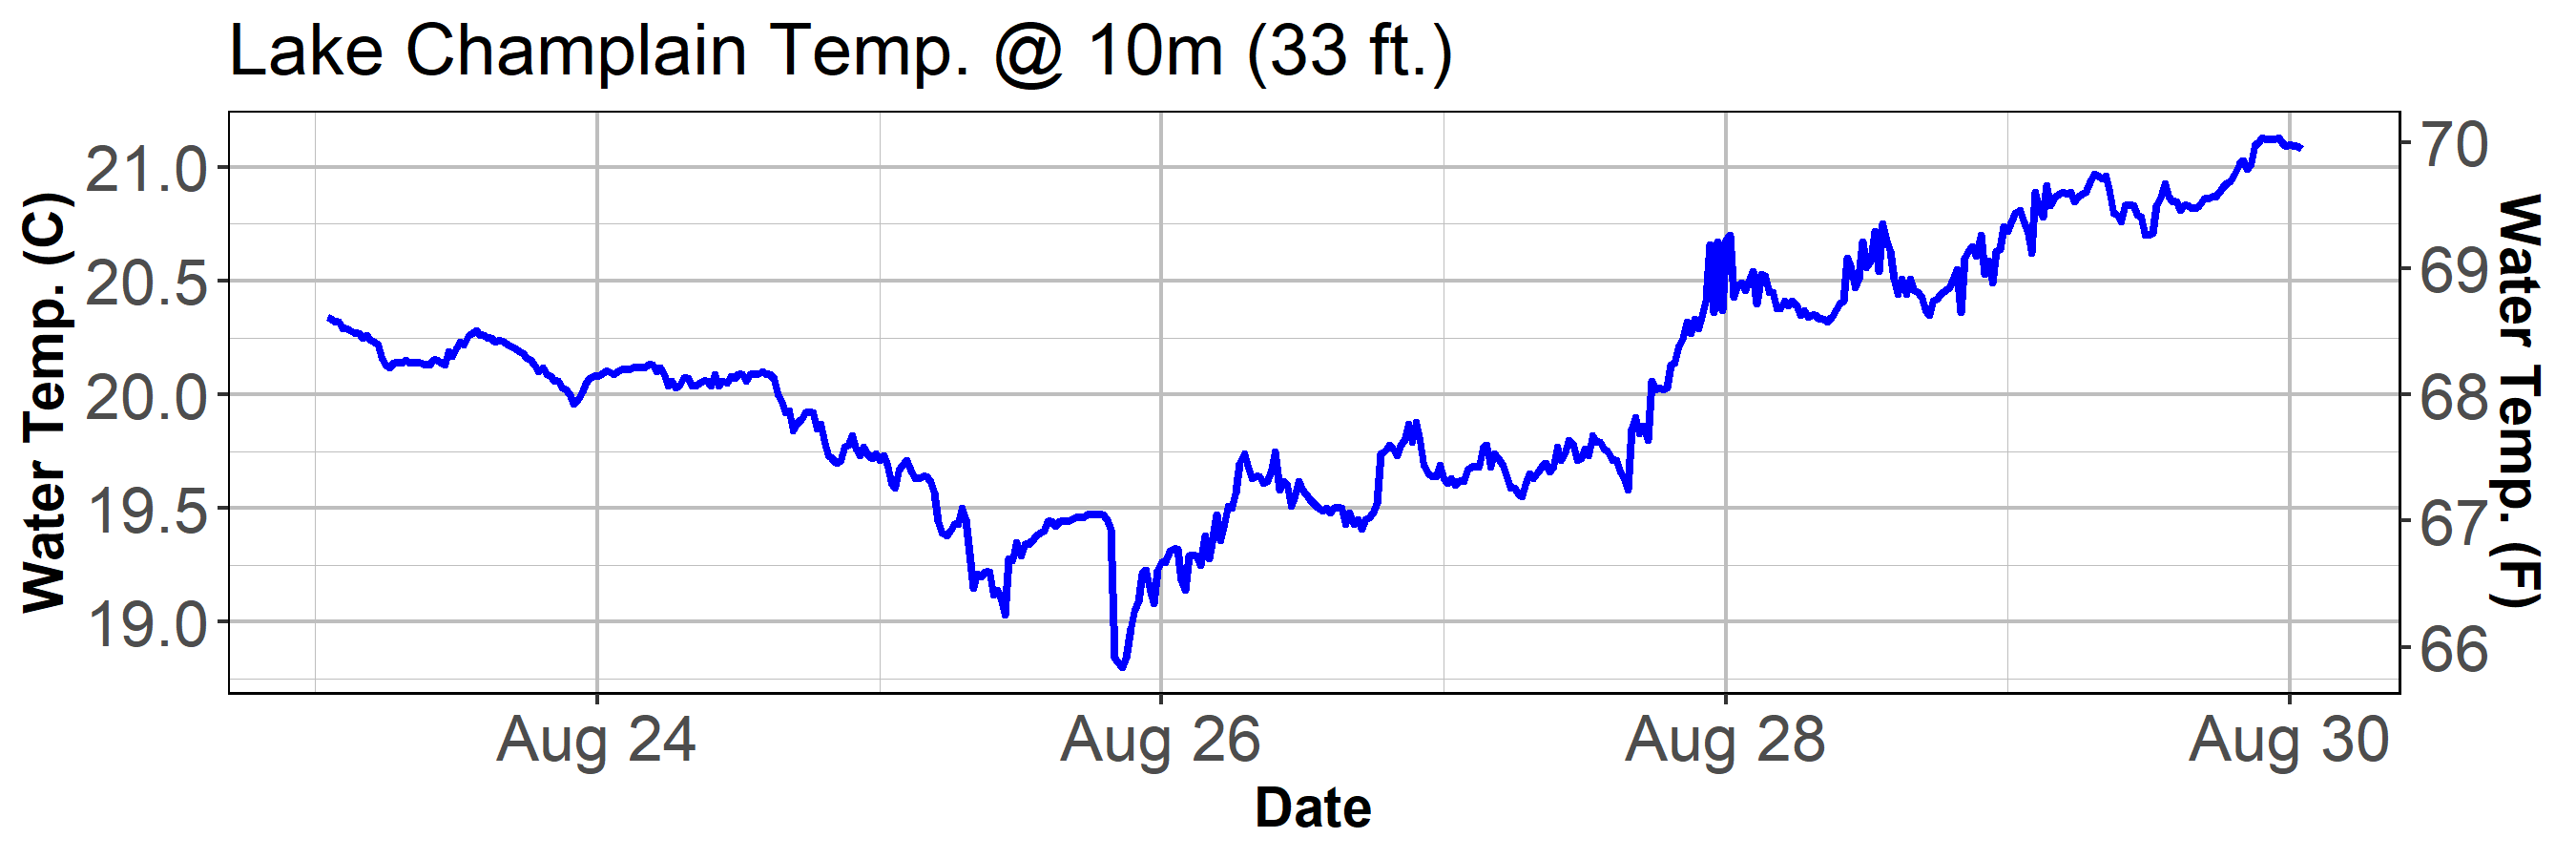 Lake Champlain Temp. @ 10m (33 ft.)
Water Temp. (C)
21.0
20.5
20.0
19.5
19.0
70
69
68
67
66
Water Temp. (F)
Aug 24
Aug 26
Aug 28
Aug 30
Date